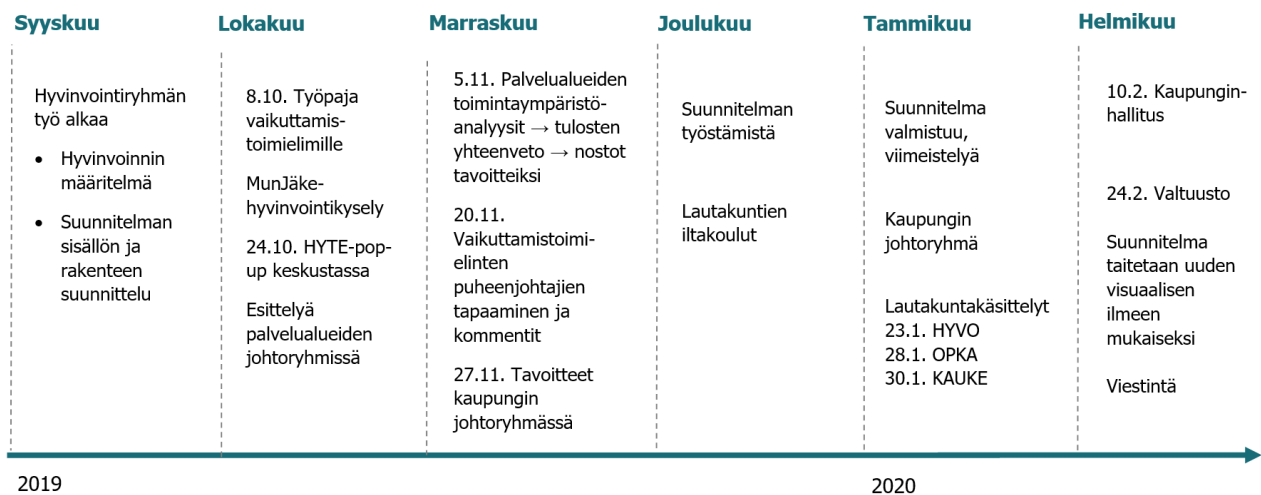 Syyskuu
Hyvinvointiryhmän
työ alkaa
• Hyvinvoinnin
määritelmä
• Suunnitelman
sisällön ja
rakenteen
suunnittelu
Lokakuu
8.10. Työpaja
vaikuttamis-
toimielimille
MunJäke-
hyvinvointikysely
24.10. HYTE-pop-
up keskustassa
Esittelyä
palvelualueiden
johtoryhmissä
Marraskuu
5.11. Palvelualueiden
toimintaympäristö-
analyysit → tulosten
yhteenveto → nostot
tavoitteiksi
20.11.
Vaikuttamistoimi-
elinten
puheenjohtajien
tapaaminen ja
kommentit
27.11. Tavoitteet
kaupungin
johtoryhmässä
Joulukuu
Suunnitelman
työstämistä
Lautakuntien
iltakoulut
Tammikuu
Suunnitelma
valmistuu,
viimeistelyä
Kaupungin
johtoryhmä
Lautakuntakäsittelyt
23.1. HYVO
28.1. OPKA
30.1. KAUKE
Helmikuu
10.2. Kaupungin-
hallitus
24.2. Valtuusto
Suunnitelma
taitetaan uuden
visuaalisen
ilmeen
mukaiseksi
Viestintä
2019
2020